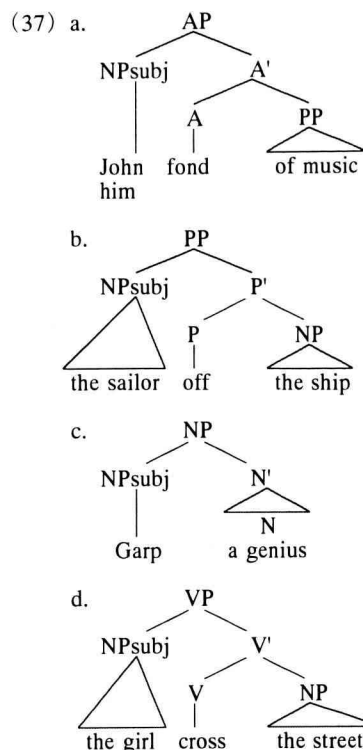 (37) a. AP
NPsubj A'
A PP
John fond of music
him
b. PP
NPsubj P'
P NP
the sailor off the ship
c. NP
NPsubj N'
N
Garp a genius
d. VP
NPsubj V'
V NP
the girl cross the street